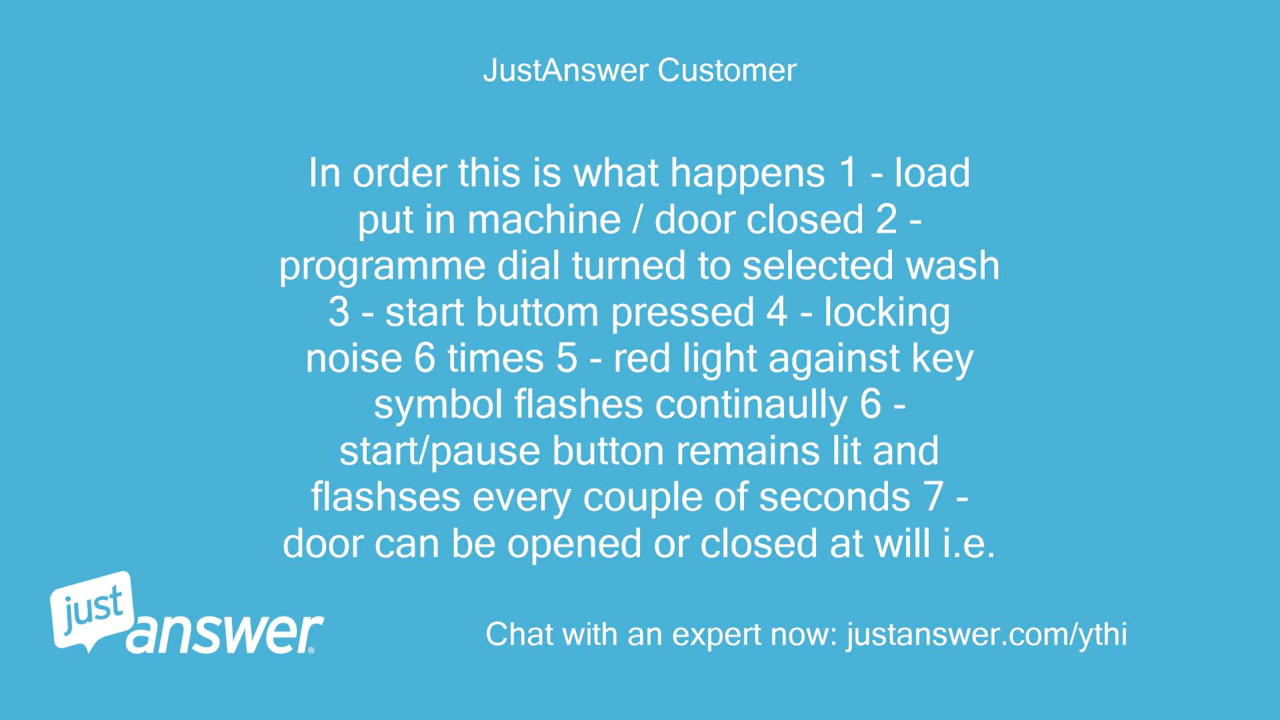 JustAnswer Customer
In order this is what happens 1 - load
put in machine / door closed 2 -
programme dial turned to selected wash
3 - start buttom pressed 4 - locking
noise 6 times 5 - red light against key
symbol flashes continaully 6 -
start/pause button remains lit and
flashses every couple of seconds 7 -
door can be opened or closed at will i.e.
just
answer®
Chat with an expert now: justanswer.com/ythi